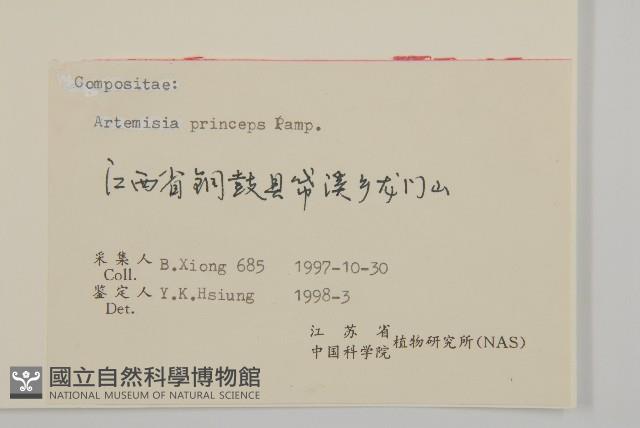 Compositae:
Artemisia princeps Pamp.
江西省铜鼓县带溪乡龙门山
采集人 B.Xiong 685 1997-10-30
Coll.
鉴定人 Y.K.Hsiung 1998-3
Det.
江苏省
中国科学院 植物研究所(NAS)
國立自然科學博物館
NATIONAL MUSEUM OF NATURAL SCIENCE